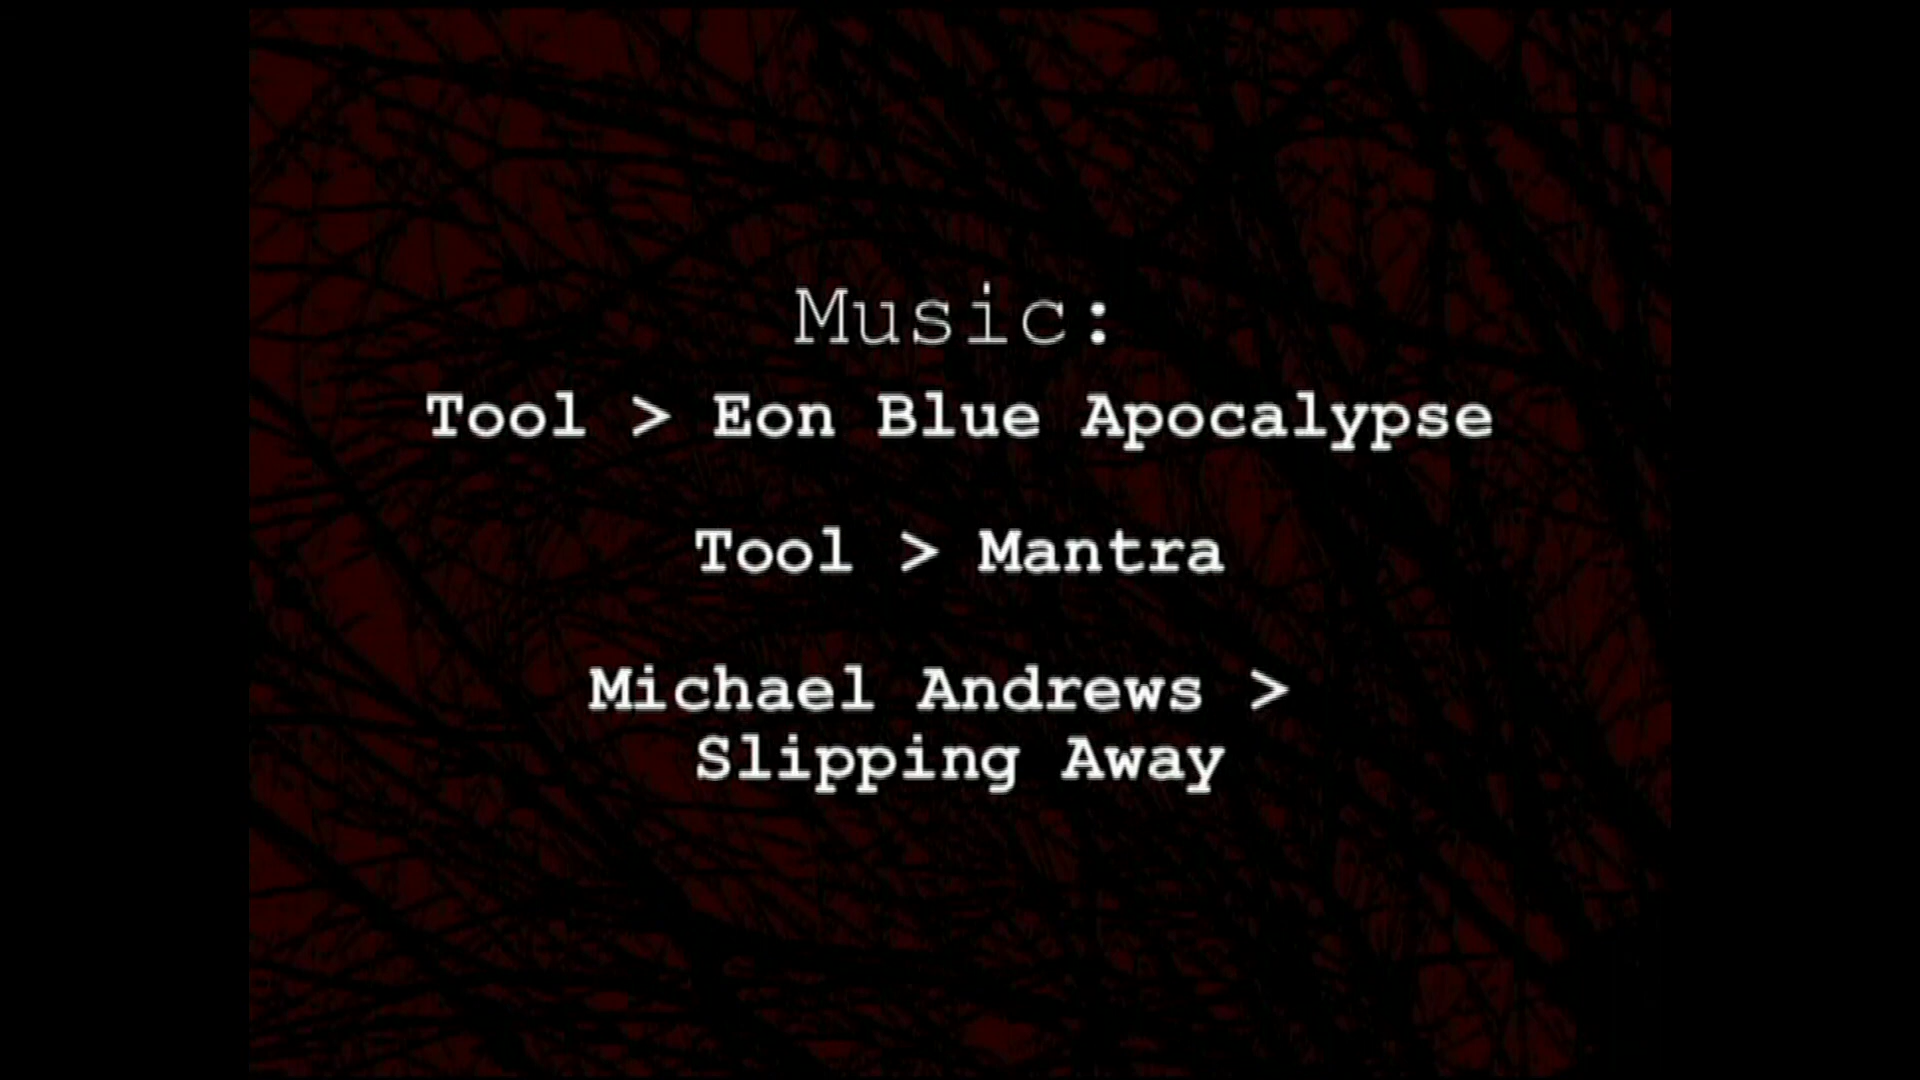 Music:
Tool > Eon Blue Apocalypse
Tool > Mantra
Michael Andrews >
Slipping Away